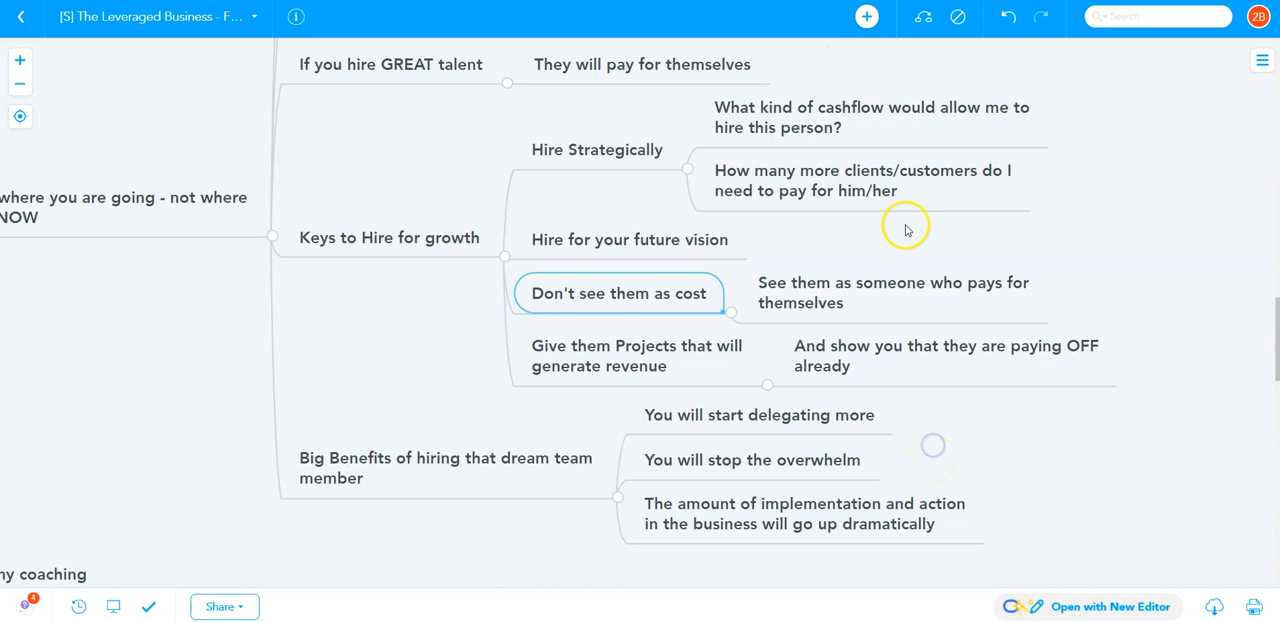 [S] The Leveraged Business - F...
Search
2B
If you hire GREAT talent
They will pay for themselves
What kind of cashflow would allow me to
hire this person?
Hire Strategically
How many more clients/customers do I
need to pay for him/her
where you are going - not where
NOW
Keys to Hire for growth
Hire for your future vision
Don't see them as cost
See them as someone who pays for
themselves
Give them Projects that will
generate revenue
And show you that they are paying OFF
already
Big Benefits of hiring that dream team
member
You will start delegating more
You will stop the overwhelm
The amount of implementation and action
in the business will go up dramatically
ny coaching
4
Share
Open with New Editor